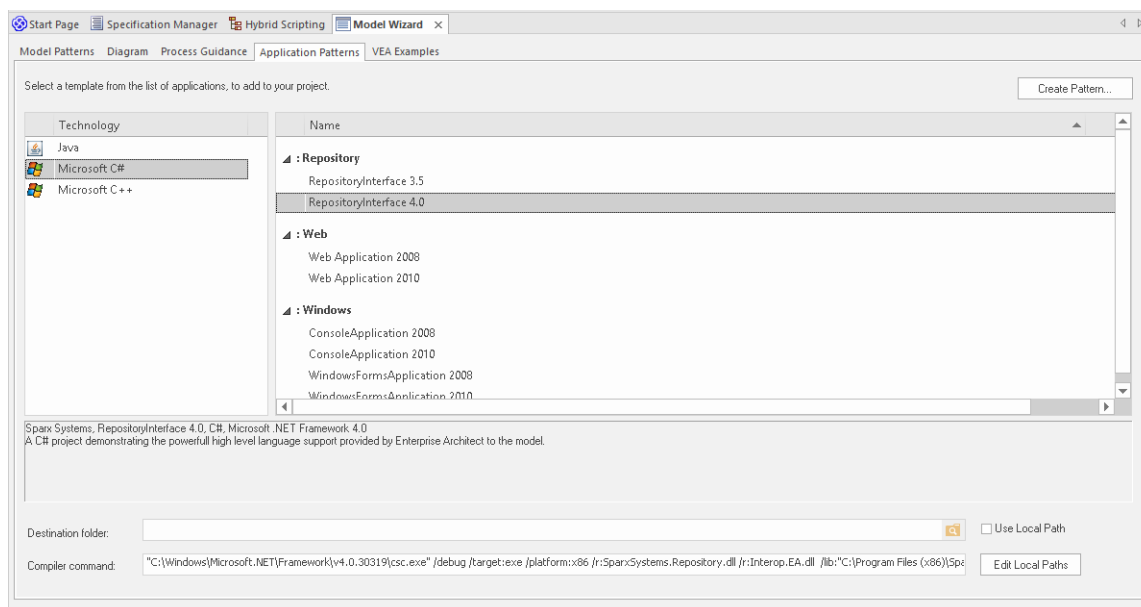 Start Page Specification Manager Hybrid Scripting Model Wizard
Model Patterns Diagram Process Guidance Application Patterns VEA Examples
Select a template from the list of applications, to add to your project.
Create Pattern...
Technology
Name
Java
Microsoft C#
Microsoft C++
: Repository
RepositoryInterface 3.5
RepositoryInterface 4.0
: Web
Web Application 2008
Web Application 2010
: Windows
ConsoleApplication 2008
ConsoleApplication 2010
WindowsFormsApplication 2008
WindowsFormsApplication 2010
Sparx Systems, RepositoryInterface 4.0, C#, Microsoft .NET Framework 4.0
A C# project demonstrating the powerfull high level language support provided by Enterprise Architect to the model.
Destination folder:
Use Local Path
Compiler command: "C:\Windows\Microsoft.NET\Framework\v4.0.30319\csc.exe" /debug /target:exe /platform:x86 /r:SparxSystems.Repository.dll /r:Interop.EA.dll /lib:"C:\Program Files (x86)\Spa
Edit Local Paths